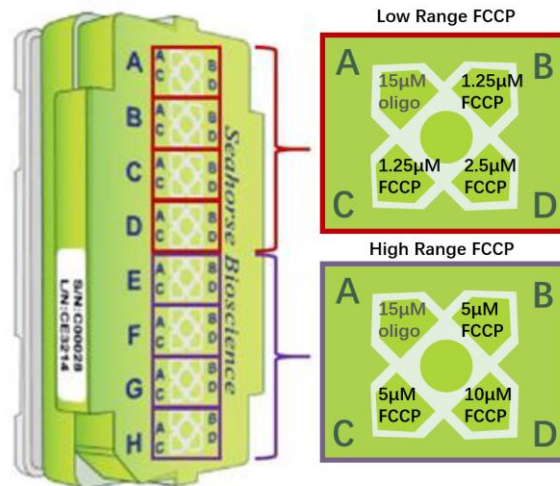 Low Range FCCP
A
B
15μM
oligo
1.25μM
FCCP
1.25μM
FCCP
2.5μM
FCCP
C
D
High Range FCCP
A
B
15μM
oligo
5μM
FCCP
5μM
FCCP
10μM
FCCP
C
D
A
A
B
C
D
B
A
B
C
D
C
A
B
C
D
D
A
B
C
D
E
A
B
C
D
F
A
B
C
D
G
A
B
C
D
H
A
B
C
D
Seahorse Bioscience
S/N:C00028
L/N:CE3214